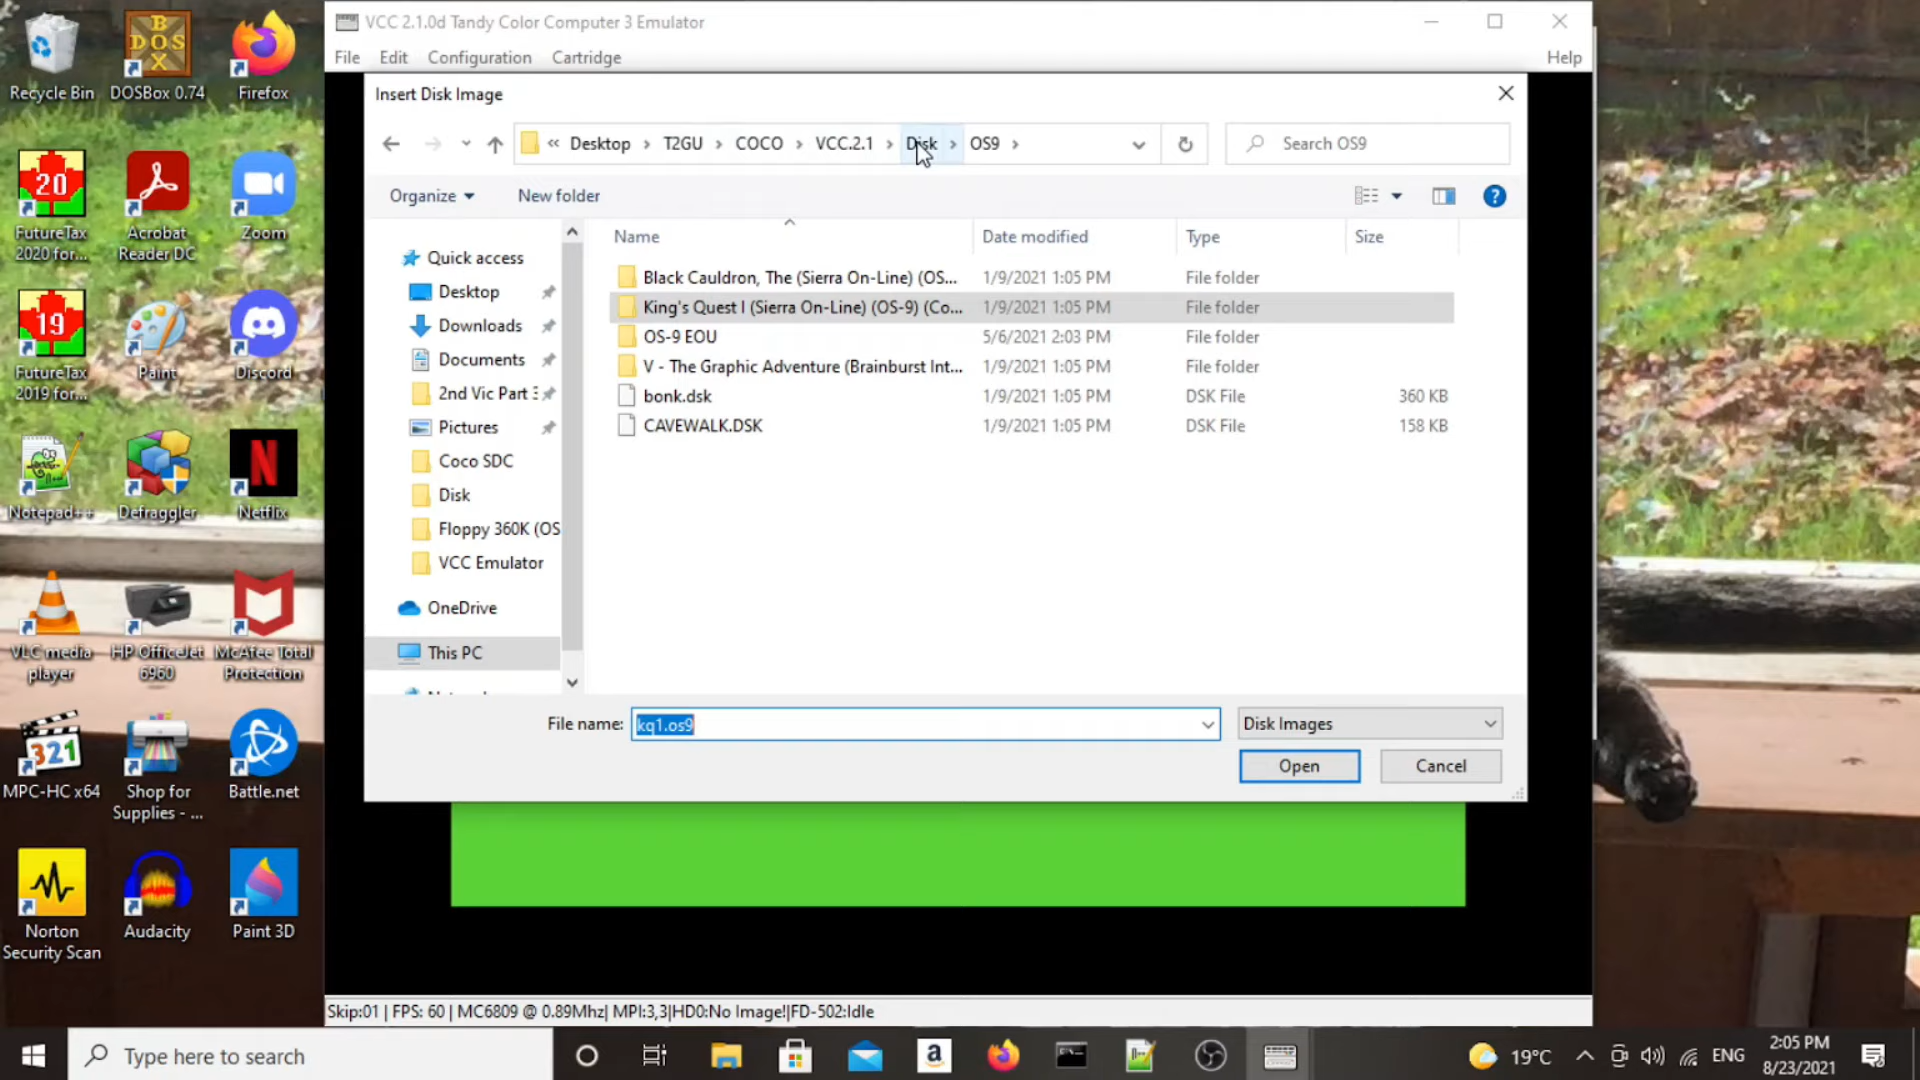 Recycle Bin
DOSBox 0.74
Firefox
FutureTax
2020 for...
Acrobat
Reader DC
Zoom
FutureTax
2019 for...
Paint
Discord
Notepad++
Defraggler
Netflix
VLC media
player
HP OfficeJet
6960
McAfee Total
Protection
MPC-HC x64
Shop for
Supplies - ...
Battle.net
Norton
Security Scan
Audacity
Paint 3D
VCC 2.1.0d Tandy Color Computer 3 Emulator
File Edit Configuration Cartridge Help
Insert Disk Image
« Desktop › T2GU › COCO › VCC.2.1 › Disk › OS9 ›
Search OS9
Organize New folder
Name Date modified Type Size
Quick access
Desktop
Downloads
Documents
2nd Vic Part 3
Pictures
Coco SDC
Disk
Floppy 360K (OS
VCC Emulator
OneDrive
This PC
Black Cauldron, The (Sierra On-Line) (OS... 1/9/2021 1:05 PM File folder
King's Quest I (Sierra On-Line) (OS-9) (Co... 1/9/2021 1:05 PM File folder
OS-9 EOU 5/6/2021 2:03 PM File folder
V - The Graphic Adventure (Brainburst Int... 1/9/2021 1:05 PM File folder
bonk.dsk 1/9/2021 1:05 PM DSK File 360 KB
CAVEWALK.DSK 1/9/2021 1:05 PM DSK File 158 KB
File name: kq1.os9
Disk Images
Open Cancel
Skip:01 | FPS: 60 | MC6809 @ 0.89Mhz| MPI:3,3|HD0:No Image!|FD-502:Idle
Type here to search
19°C
ENG
2:05 PM
8/23/2021